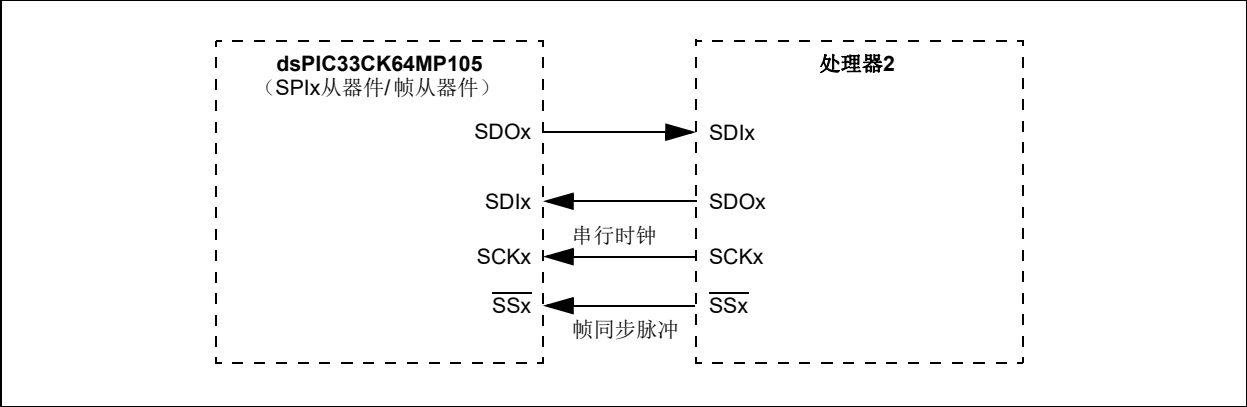 dsPIC33CK64MP105
（SPIx从器件/帧从器件）
处理器2
SDOx
SDIx
SDIx
SDOx
串行时钟
SCKx
SCKx
SSx
SSx
帧同步脉冲